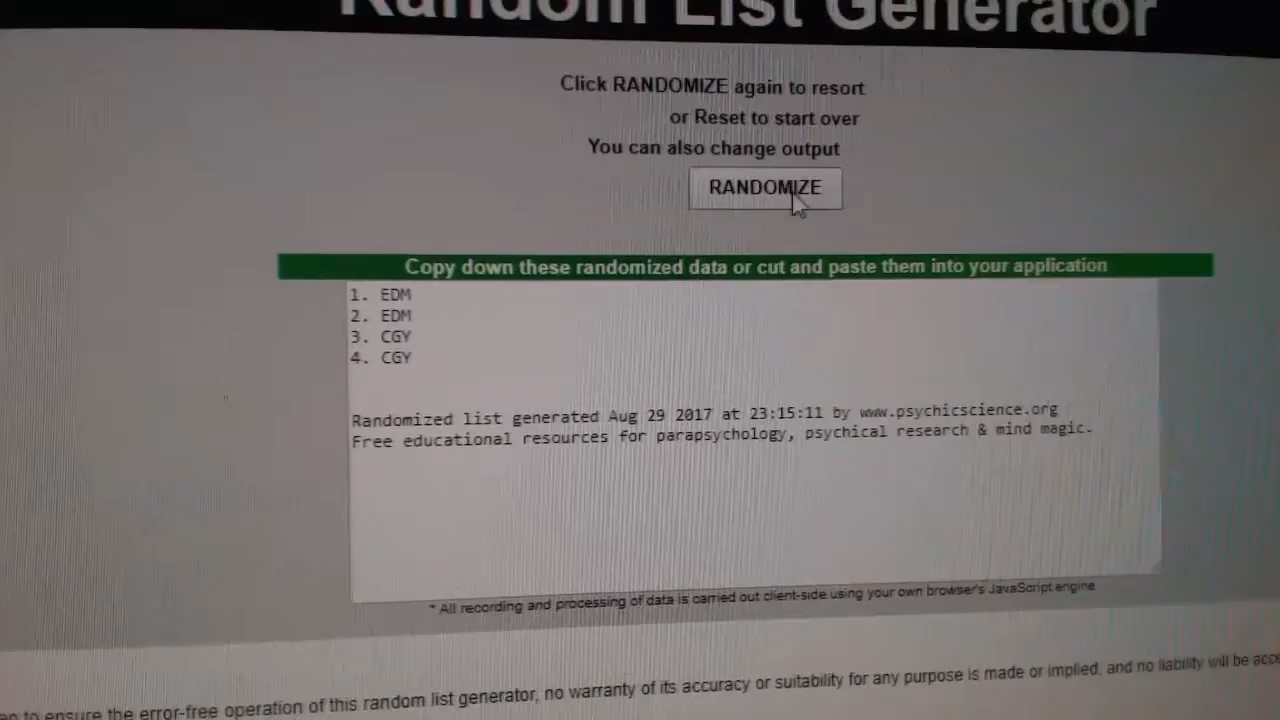 Random List Generator
Click RANDOMIZE again to resort
or Reset to start over
You can also change output
RANDOMIZE
Copy down these randomized data or cut and paste them into your application
1. EDM
2. EDM
3. CGY
4. CGY
Randomized list generated Aug 29 2017 at 23:15:11 by www.psychicscience.org
Free educational resources for parapsychology, psychical research & mind magic.
* All recording and processing of data is carried out client-side using your own browser's JavaScript engine
to ensure the error-free operation of this random list generator, no warranty of its accuracy or suitability for any purpose is made or implied, and no liability will be